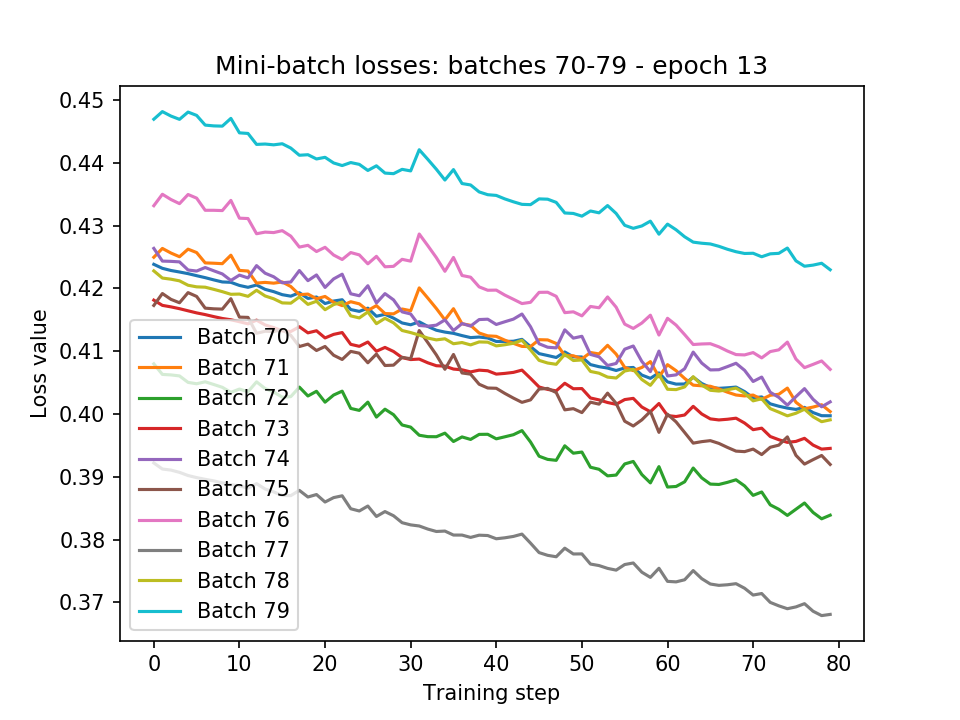 Mini-batch losses: batches 70-79 - epoch 13
0.45
0.44
0.43
0.42
0.41
0.40
0.39
0.38
0.37
Loss value
Batch 70
Batch 71
Batch 72
Batch 73
Batch 74
Batch 75
Batch 76
Batch 77
Batch 78
Batch 79
0 10 20 30 40 50 60 70 80
Training step